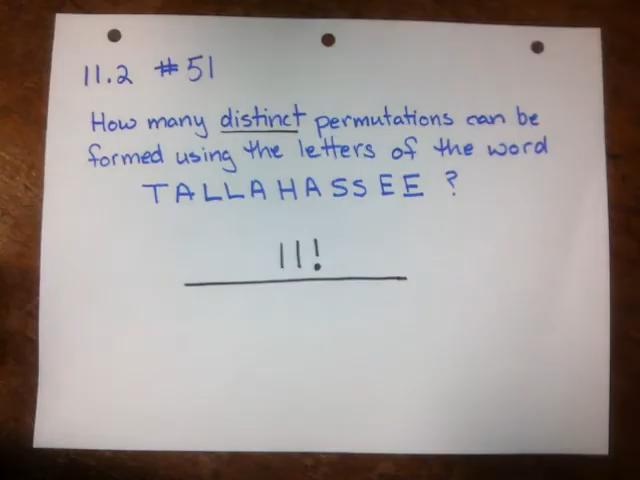 11.2 #51
How many distinct permutations can be
formed using the letters of the word
TALLAHASSEE ?
11!